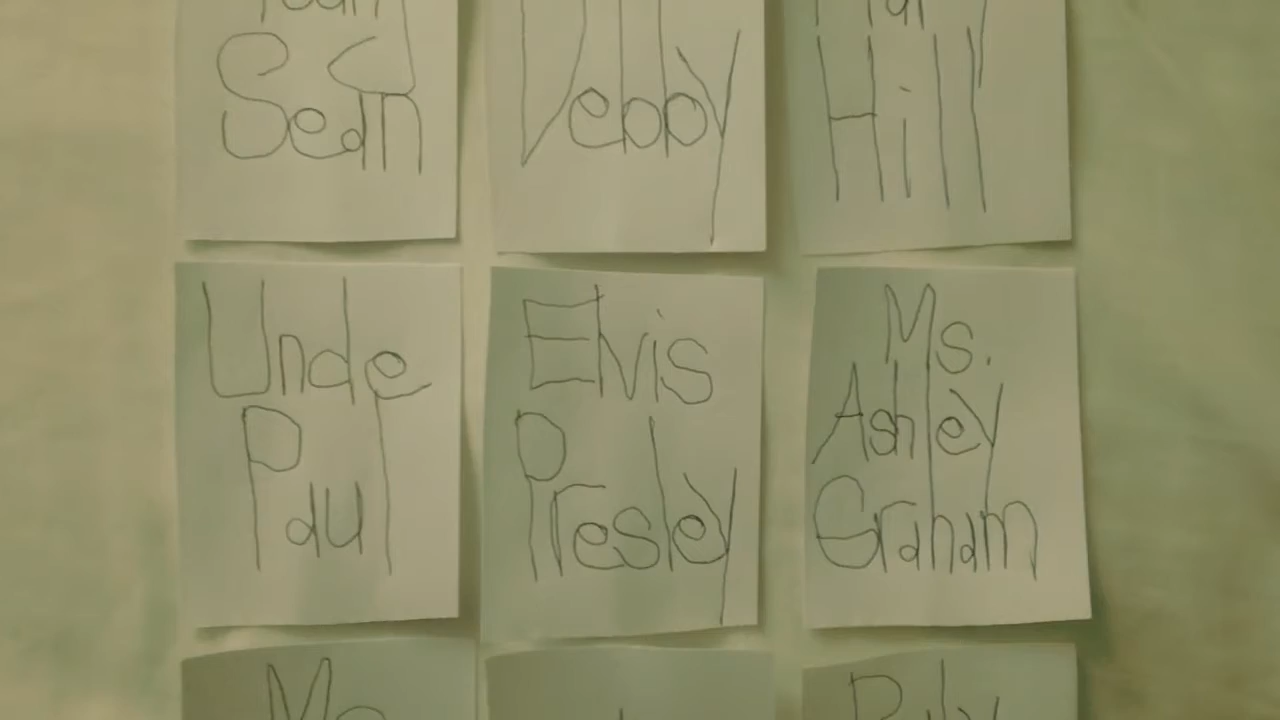 Sean
Debby
Hill
Uncle
Paul
Elvis
Presley
Ms.
Ashley
Graham